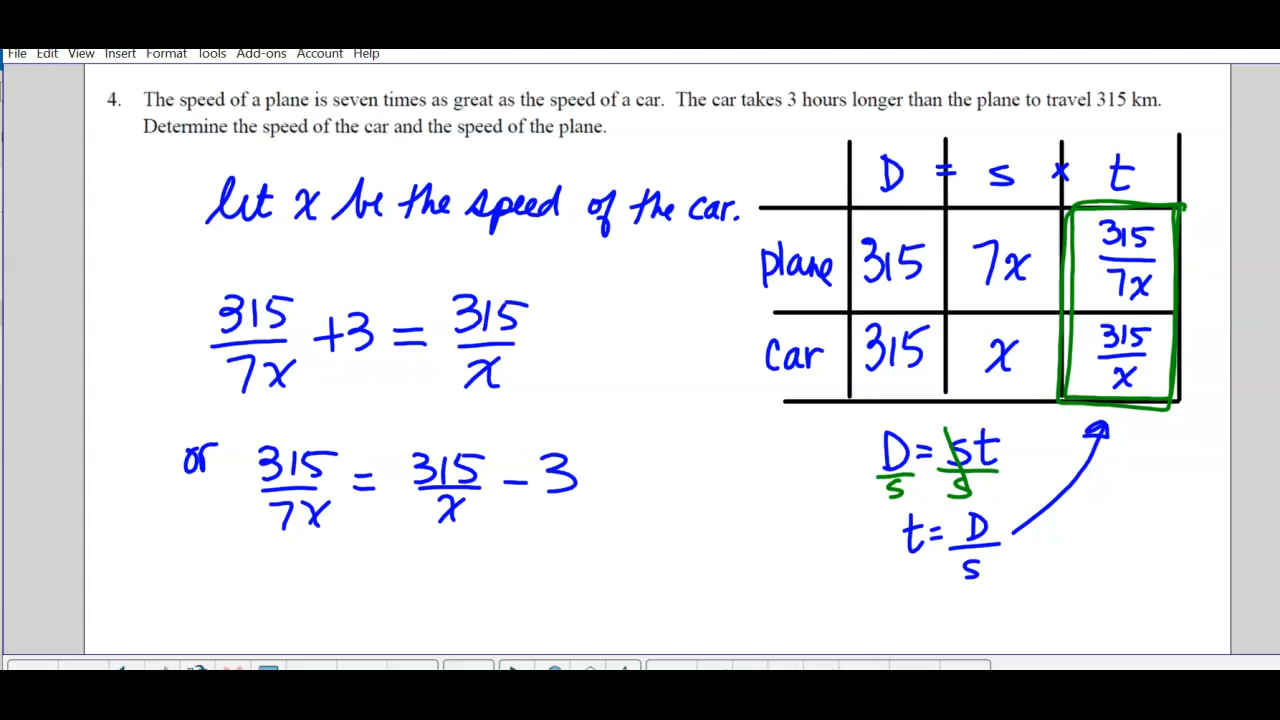 File Edit View Insert Format Tools Add-ons Account Help
4. The speed of a plane is seven times as great as the speed of a car. The car takes 3 hours longer than the plane to travel 315 km.
Determine the speed of the car and the speed of the plane.
let x be the speed of the car.
D = s × t
plane 315 7x 315/7x
car 315 x 315/x
315/7x + 3 = 315/x
or 315/7x = 315/x - 3
D/s = st/s
t = D/s